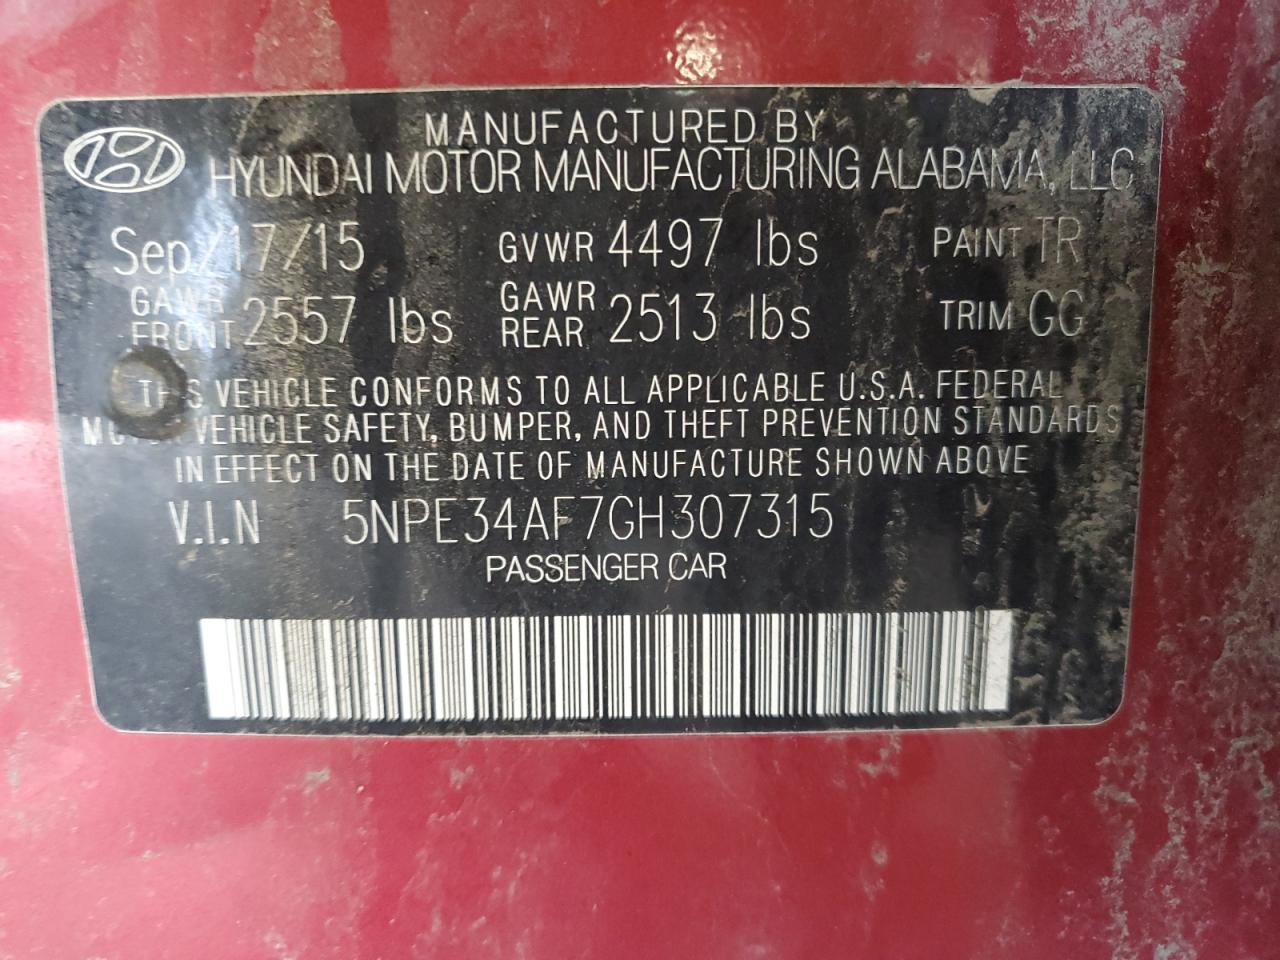 MANUFACTURED BY
HYUNDAI MOTOR MANUFACTURING ALABAMA, LLC
Sep/17/15 GVWR 4497 lbs PAINT TR
GAWR FRONT 2557 lbs GAWR REAR 2513 lbs TRIM GG
THIS VEHICLE CONFORMS TO ALL APPLICABLE U.S.A. FEDERAL
VEHICLE SAFETY, BUMPER, AND THEFT PREVENTION STANDARDS
IN EFFECT ON THE DATE OF MANUFACTURE SHOWN ABOVE
V.I.N 5NPE34AF7GH307315
PASSENGER CAR